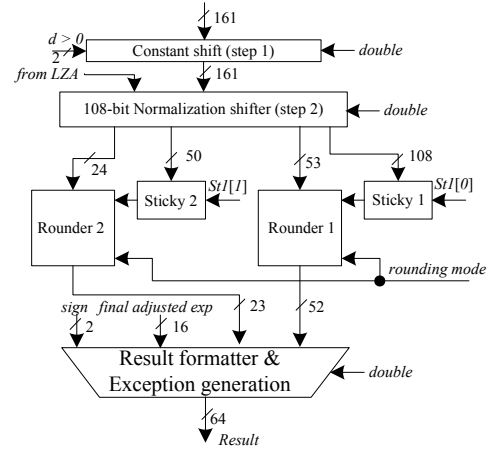 161
d > 0
2
Constant shift (step 1)
double
from LZA
161
108-bit Normalization shifter (step 2)
double
24
50
53
108
Rounder 2
Sticky 2
St1[1]
Rounder 1
Sticky 1
St1[0]
rounding mode
sign final adjusted exp
2
16
23
52
Result formatter &
Exception generation
double
64
Result